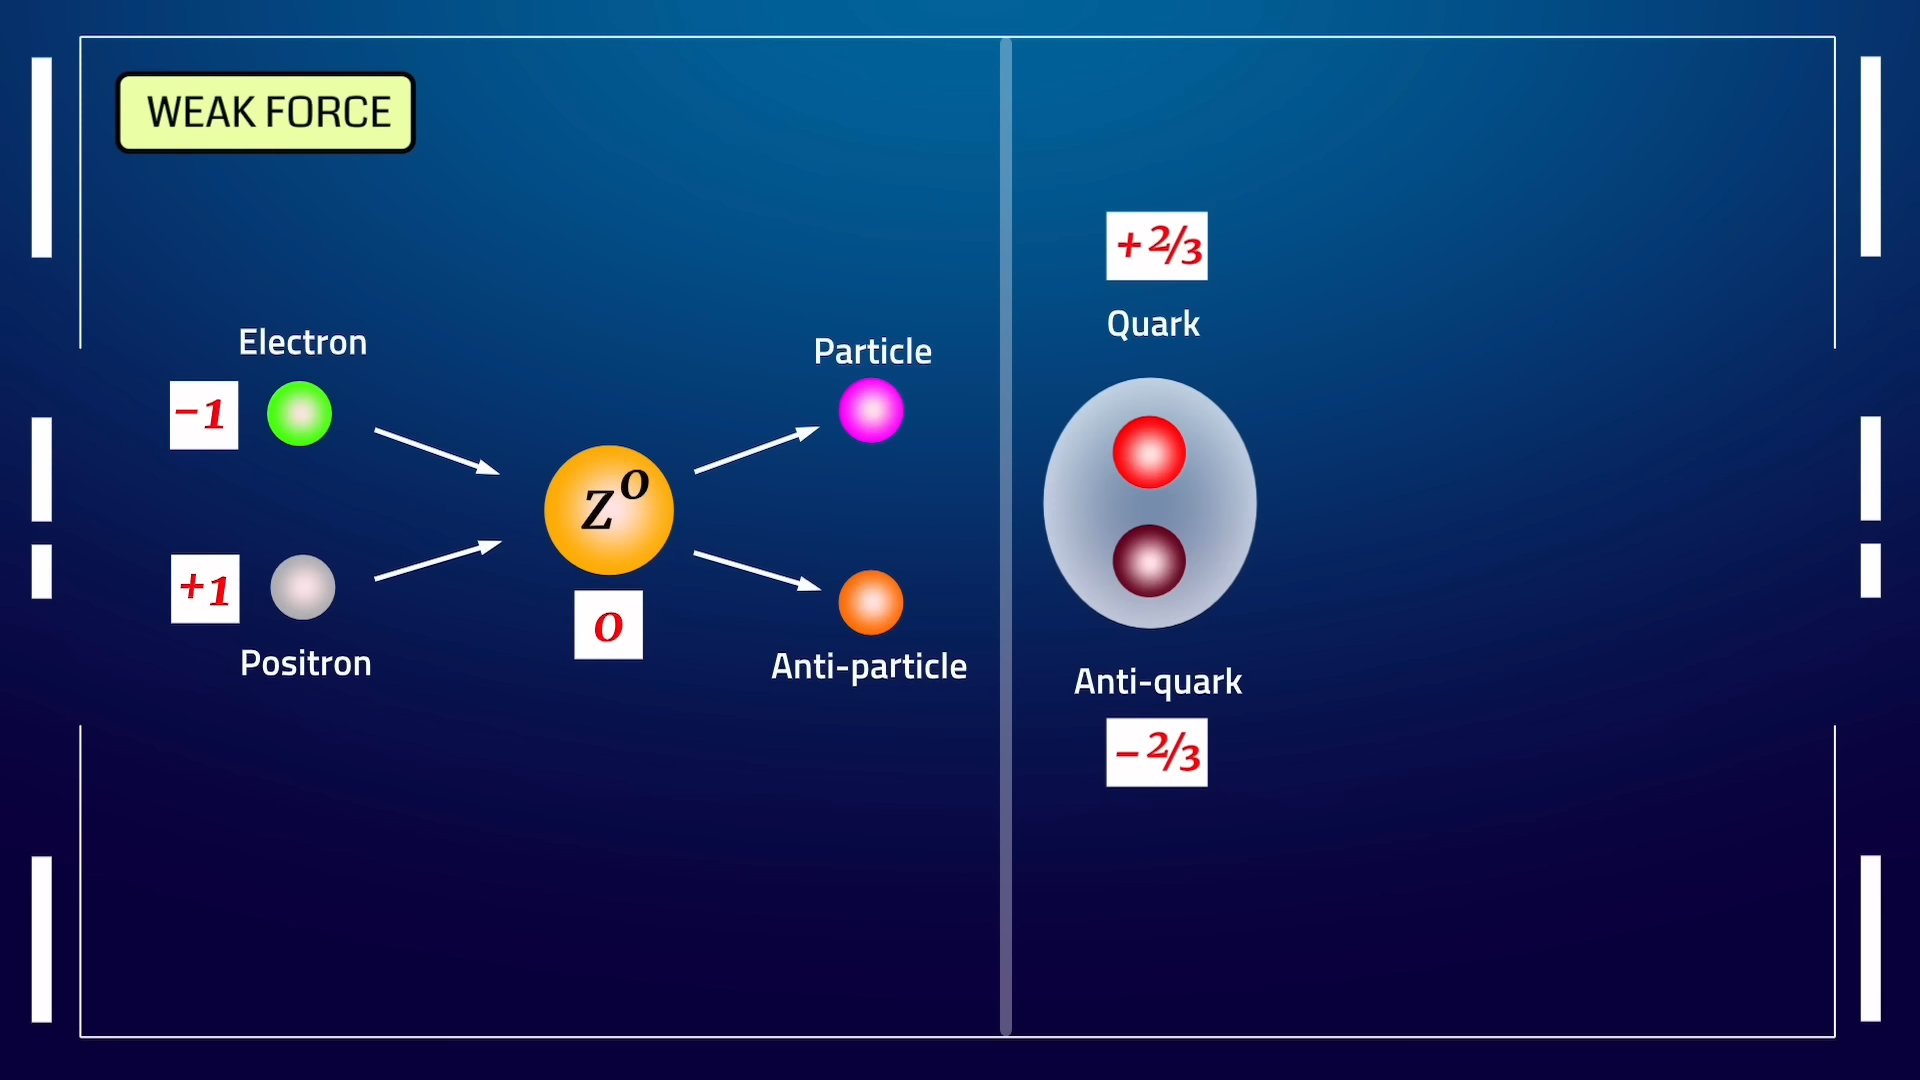 WEAK FORCE
Electron
−1
+1
Positron
Z⁰
0
Particle
Anti-particle
+⅔
Quark
Anti-quark
−⅔